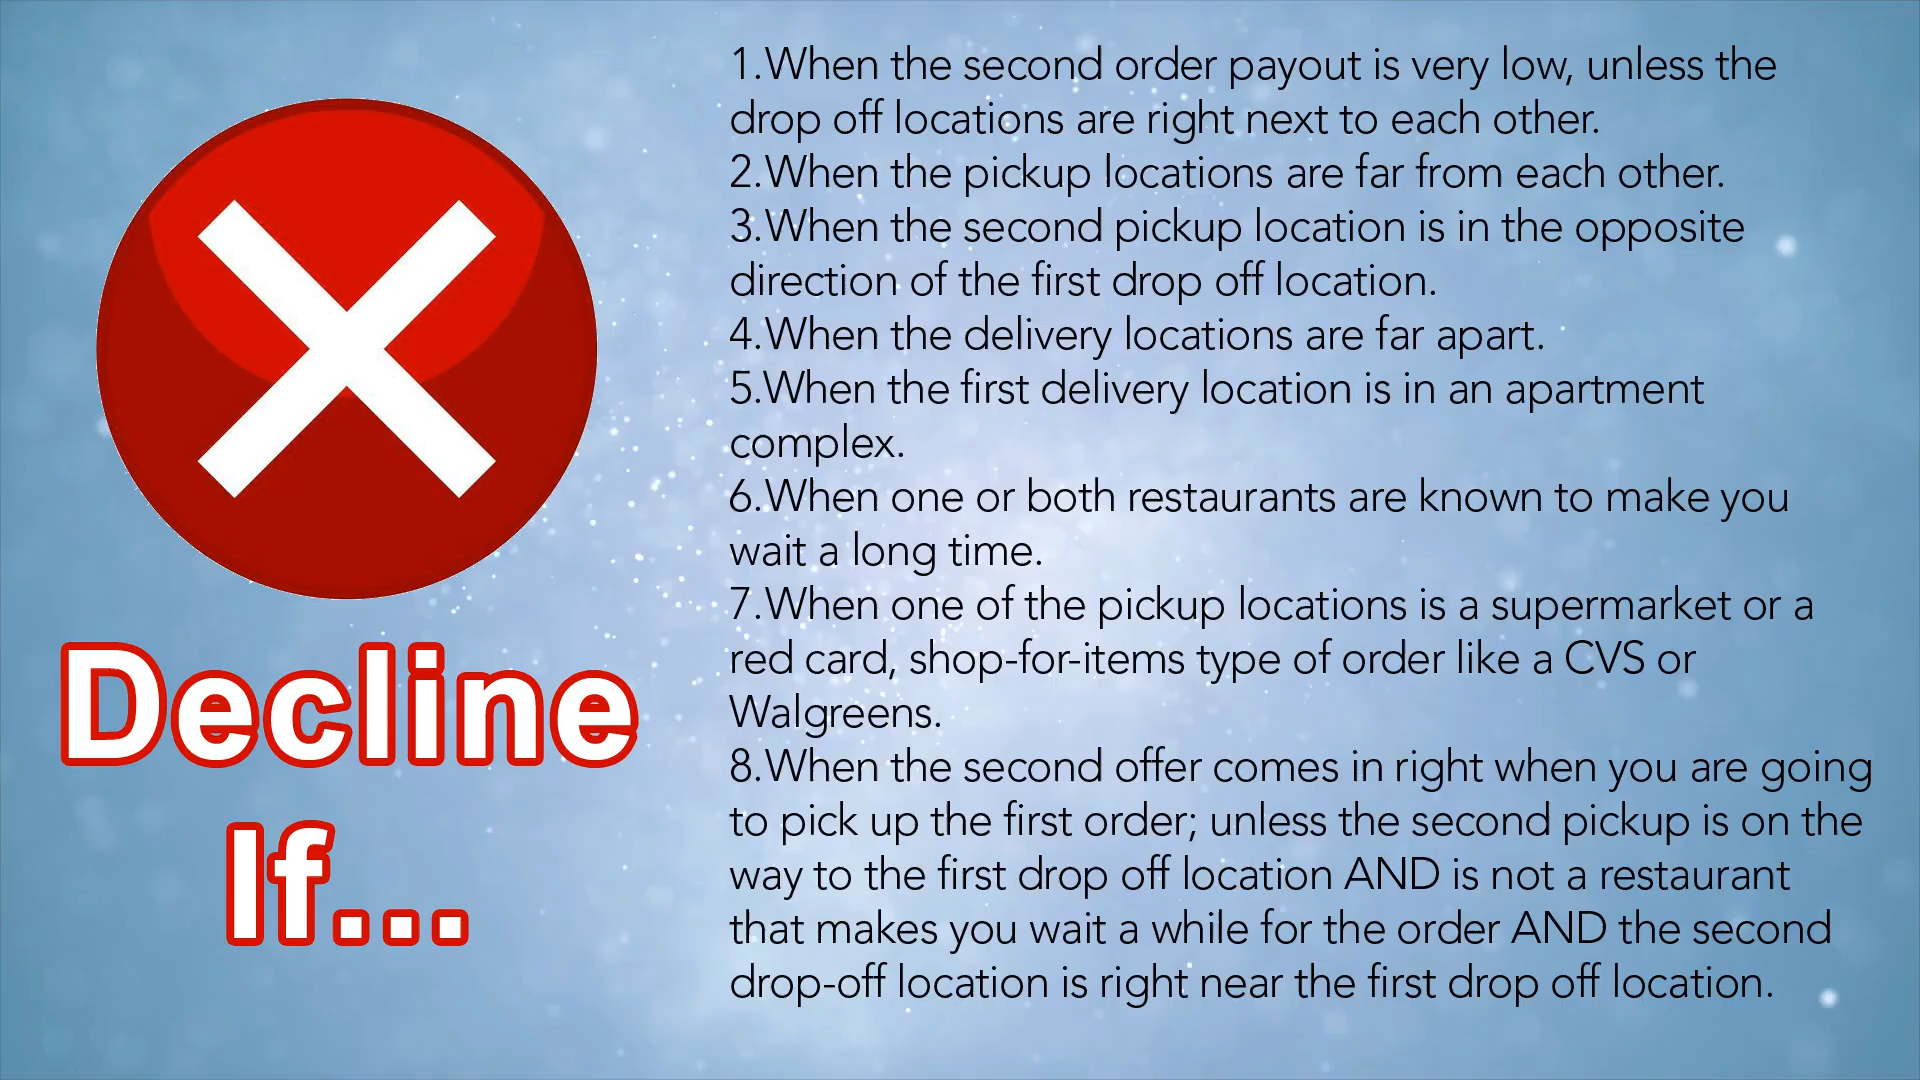 Decline
If...
1.When the second order payout is very low, unless the
drop off locations are right next to each other.
2.When the pickup locations are far from each other.
3.When the second pickup location is in the opposite
direction of the first drop off location.
4.When the delivery locations are far apart.
5.When the first delivery location is in an apartment
complex.
6.When one or both restaurants are known to make you
wait a long time.
7.When one of the pickup locations is a supermarket or a
red card, shop-for-items type of order like a CVS or
Walgreens.
8.When the second offer comes in right when you are going
to pick up the first order; unless the second pickup is on the
way to the first drop off location AND is not a restaurant
that makes you wait a while for the order AND the second
drop-off location is right near the first drop off location.